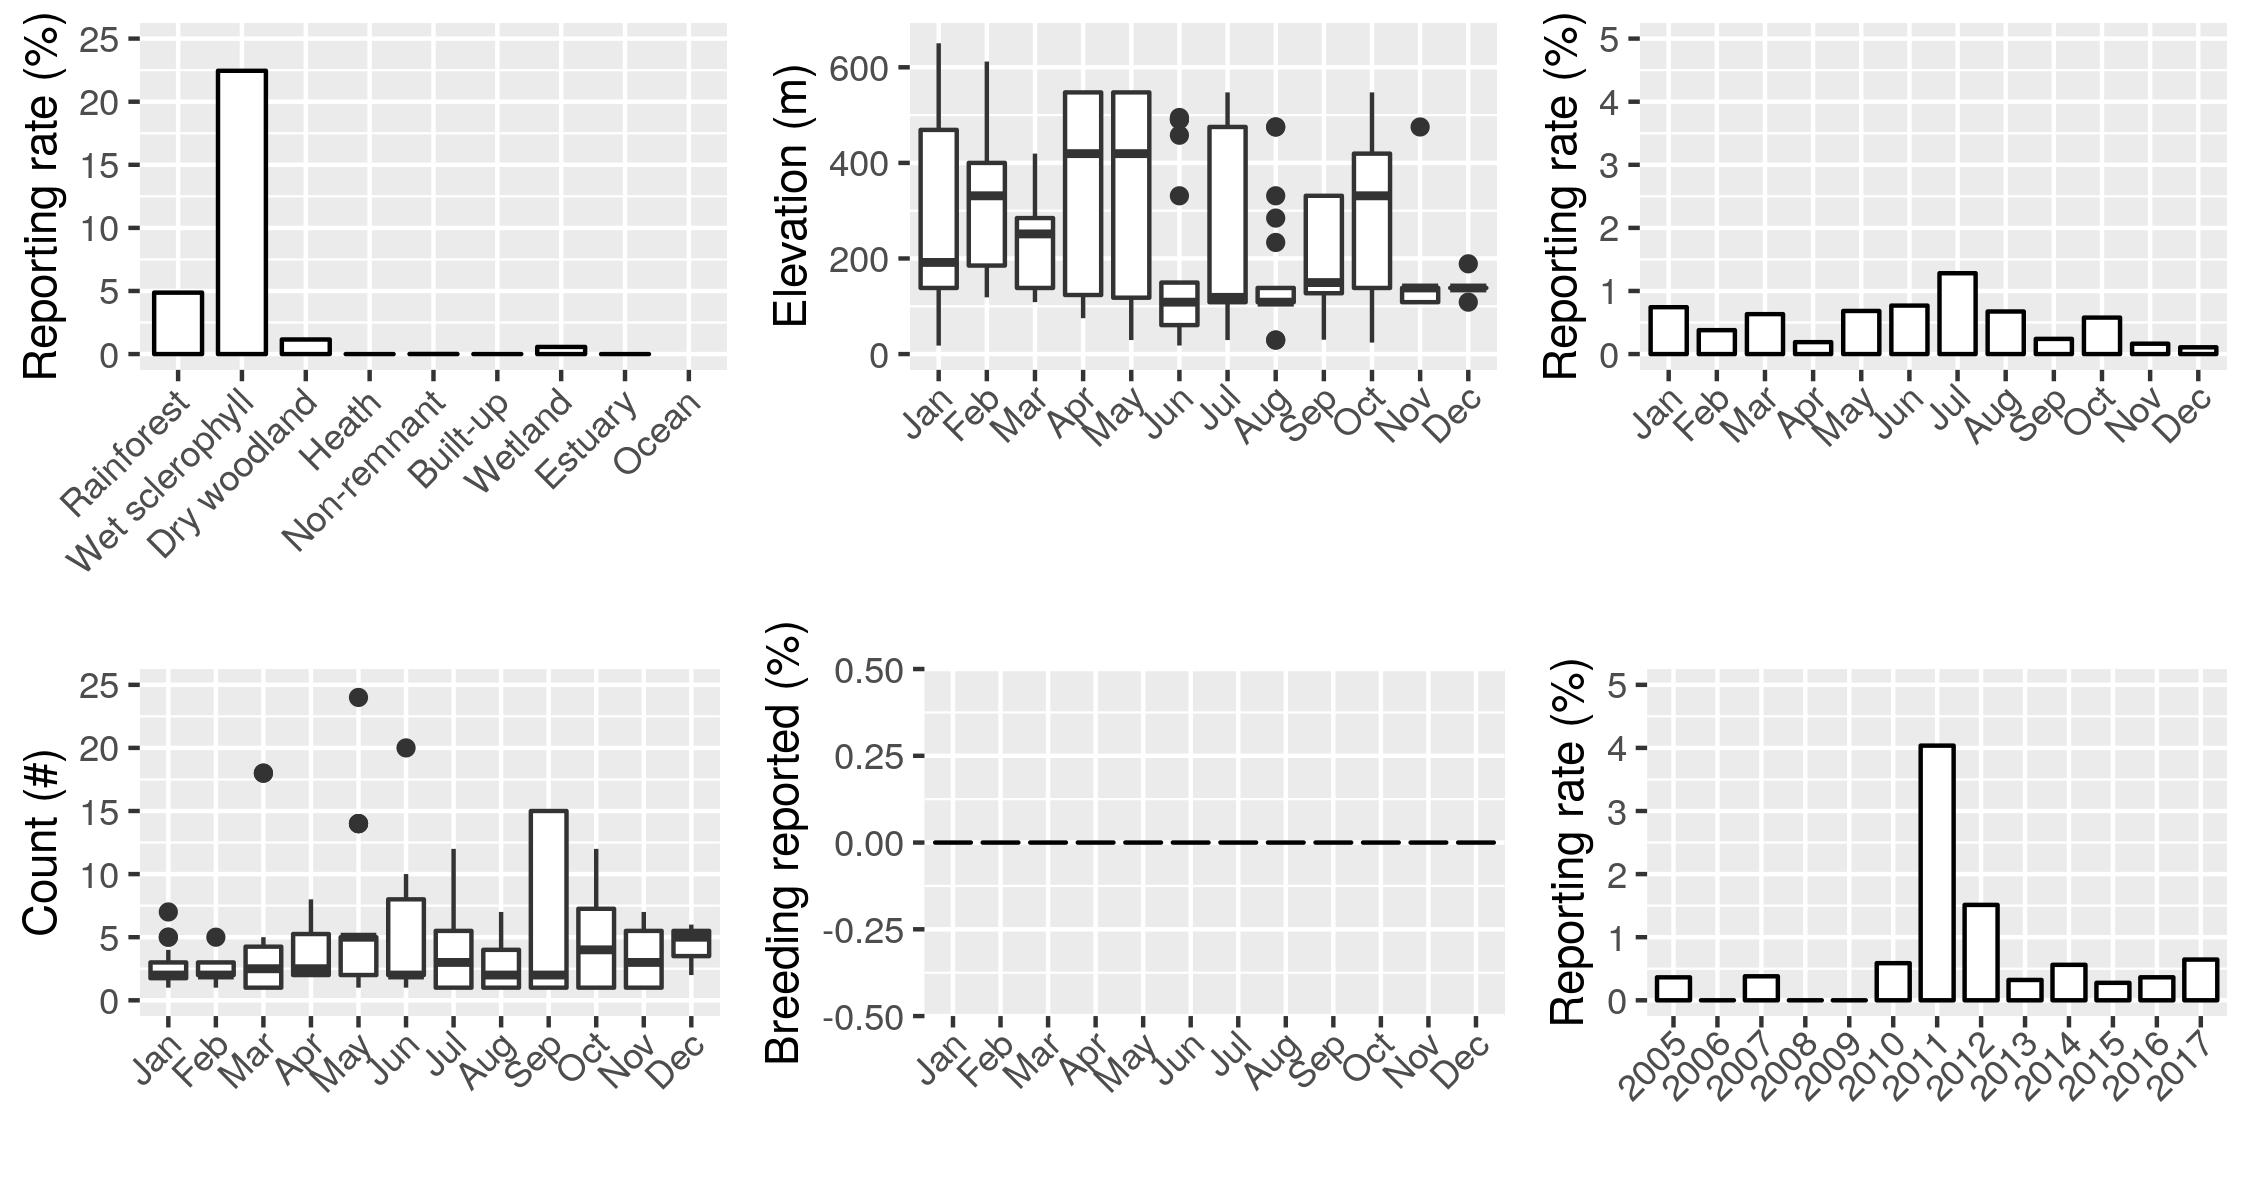 Reporting rate (%)
25
20
15
10
5
0
Rainforest
Wet sclerophyll
Dry woodland
Heath
Non-remnant
Built-up
Wetland
Estuary
Ocean
Elevation (m)
600
400
200
0
Jan
Feb
Mar
Apr
May
Jun
Jul
Aug
Sep
Oct
Nov
Dec
Reporting rate (%)
5
4
3
2
1
0
Jan
Feb
Mar
Apr
May
Jun
Jul
Aug
Sep
Oct
Nov
Dec
Count (#)
25
20
15
10
5
0
Jan
Feb
Mar
Apr
May
Jun
Jul
Aug
Sep
Oct
Nov
Dec
Breeding reported (%)
0.50
0.25
0.00
-0.25
-0.50
Jan
Feb
Mar
Apr
May
Jun
Jul
Aug
Sep
Oct
Nov
Dec
Reporting rate (%)
5
4
3
2
1
0
2005
2006
2007
2008
2009
2010
2011
2012
2013
2014
2015
2016
2017